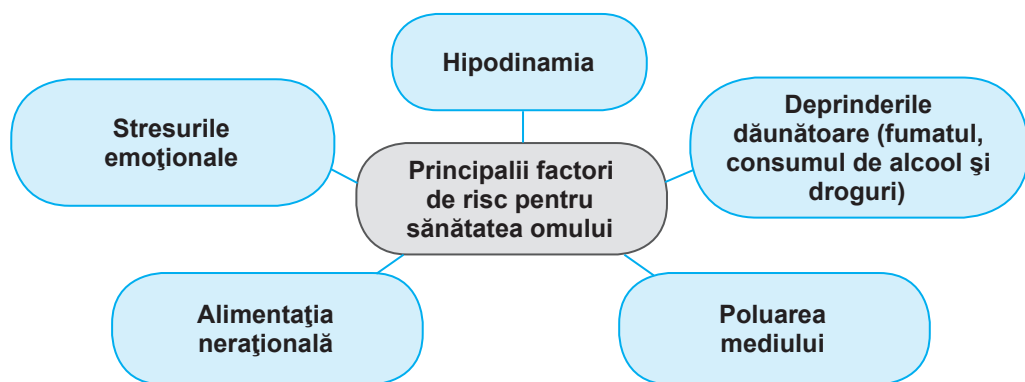 Hipodinamia
Stresurile
emoţionale
Deprinderile
dăunătoare (fumatul,
consumul de alcool şi
droguri)
Principalii factori
de risc pentru
sănătatea omului
Alimentaţia
neraţională
Poluarea
mediului